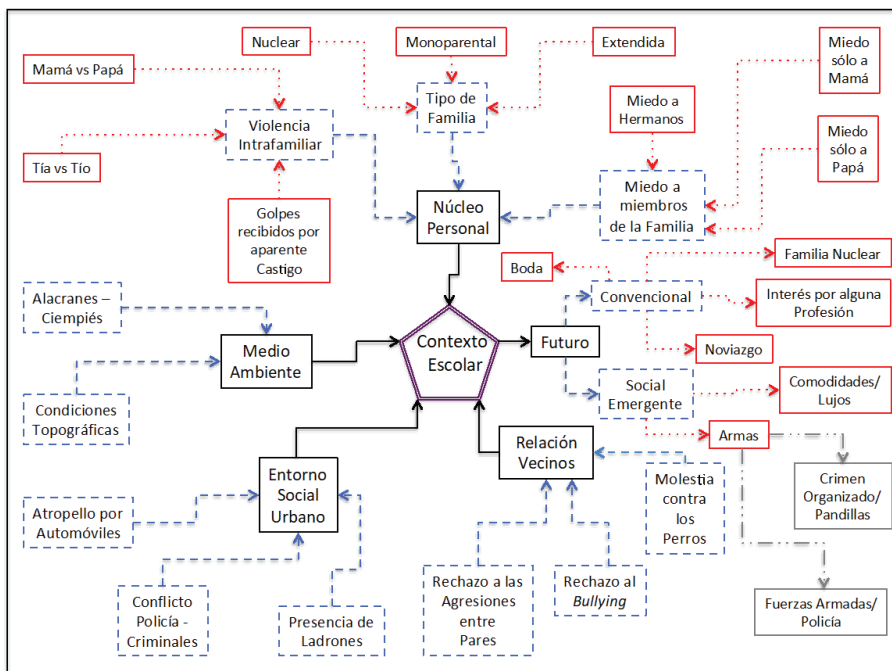 Nuclear
Monoparental
Extendida
Miedo
sólo a
Mamá
Mamá vs Papá
Tipo de
Familia
Miedo a
Hermanos
Violencia
Intrafamiliar
Miedo
sólo a
Papá
Tía vs Tío
Golpes
recibidos por
aparente
Castigo
Núcleo
Personal
Miedo a
miembros
de la Familia
Familia Nuclear
Boda
Alacranes –
Ciempiés
Convencional
Interés por alguna
Profesión
Medio
Ambiente
Contexto
Escolar
Futuro
Noviazgo
Condiciones
Topográficas
Social
Emergente
Comodidades/
Lujos
Armas
Relación
Vecinos
Entorno
Social
Urbano
Molestia
contra
los
Perros
Crimen
Organizado/
Pandillas
Atropello por
Automóviles
Conflicto
Policía -
Criminales
Presencia de
Ladrones
Rechazo a las
Agresiones
entre
Pares
Rechazo al
Bullying
Fuerzas Armadas/
Policía